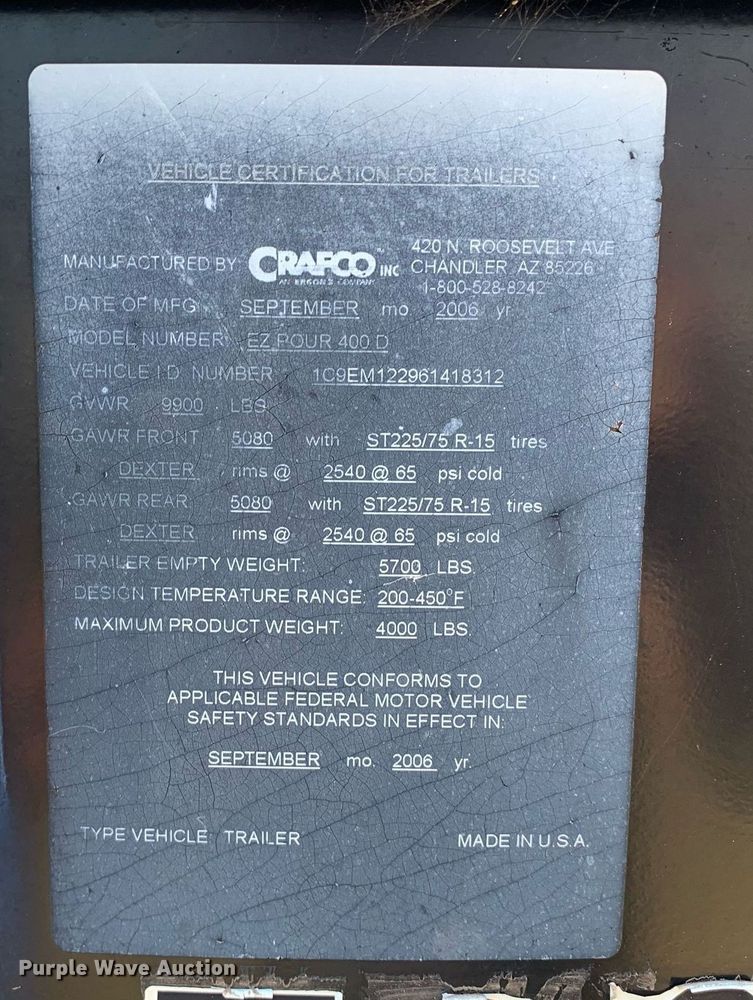 VEHICLE CERTIFICATION FOR TRAILERS
MANUFACTURED BY CRAFCO INC
AN ERGON'S COMPANY
420 N. ROOSEVELT AVE
CHANDLER AZ 85226
1-800-528-8242
DATE OF MFG. SEPTEMBER mo 2006 yr.
MODEL NUMBER: EZ POUR 400 D
VEHICLE I.D. NUMBER 1C9EM122961418312
GVWR 9900 LBS
GAWR FRONT 5080 with ST225/75 R-15 tires
DEXTER rims @ 2540 @ 65 psi cold
GAWR REAR 5080 with ST225/75 R-15 tires
DEXTER rims @ 2540 @ 65 psi cold
TRAILER EMPTY WEIGHT: 5700 LBS.
DESIGN TEMPERATURE RANGE: 200-450°F
MAXIMUM PRODUCT WEIGHT: 4000 LBS.
THIS VEHICLE CONFORMS TO
APPLICABLE FEDERAL MOTOR VEHICLE
SAFETY STANDARDS IN EFFECT IN:
SEPTEMBER mo. 2006 yr.
TYPE VEHICLE: TRAILER MADE IN U.S.A.
Purple Wave Auction